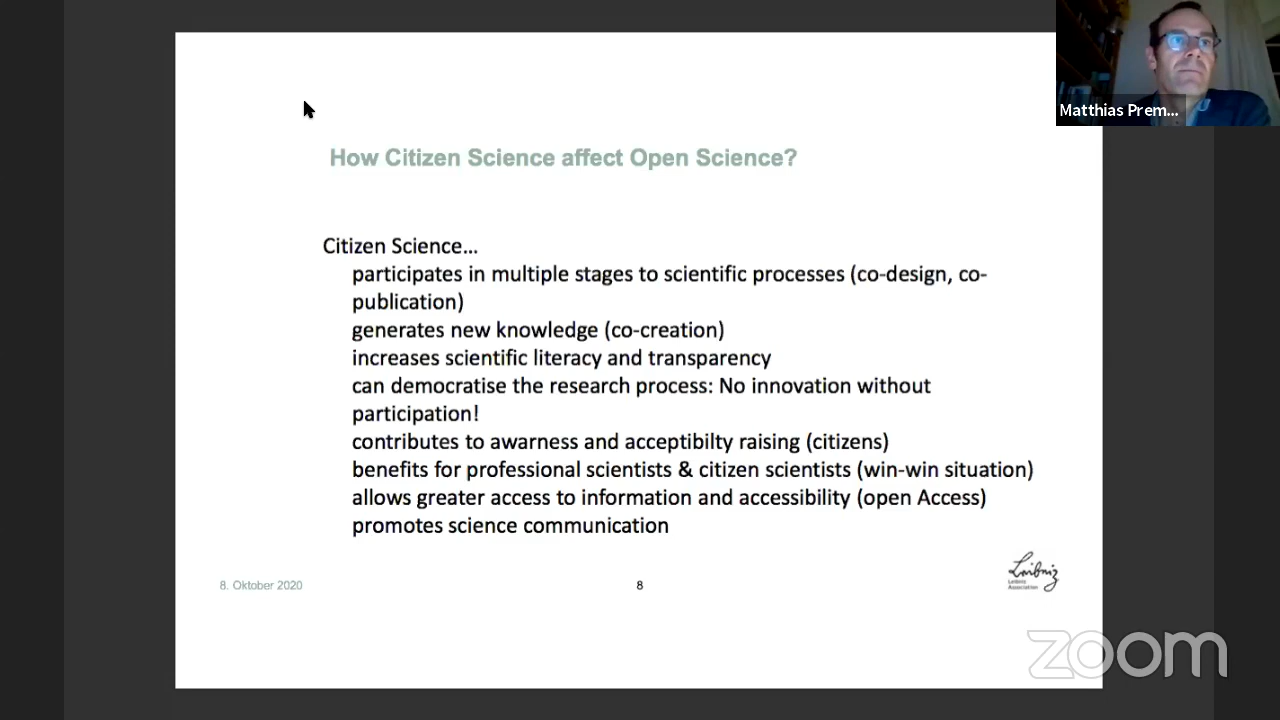 Matthias Prem...
How Citizen Science affect Open Science?
Citizen Science...
participates in multiple stages to scientific processes (co-design, co-
publication)
generates new knowledge (co-creation)
increases scientific literacy and transparency
can democratise the research process: No innovation without
participation!
contributes to awarness and acceptibilty raising (citizens)
benefits for professional scientists & citizen scientists (win-win situation)
allows greater access to information and accessibility (open Access)
promotes science communication
8. Oktober 2020
8
Leibniz
Leibniz
Association
zoom